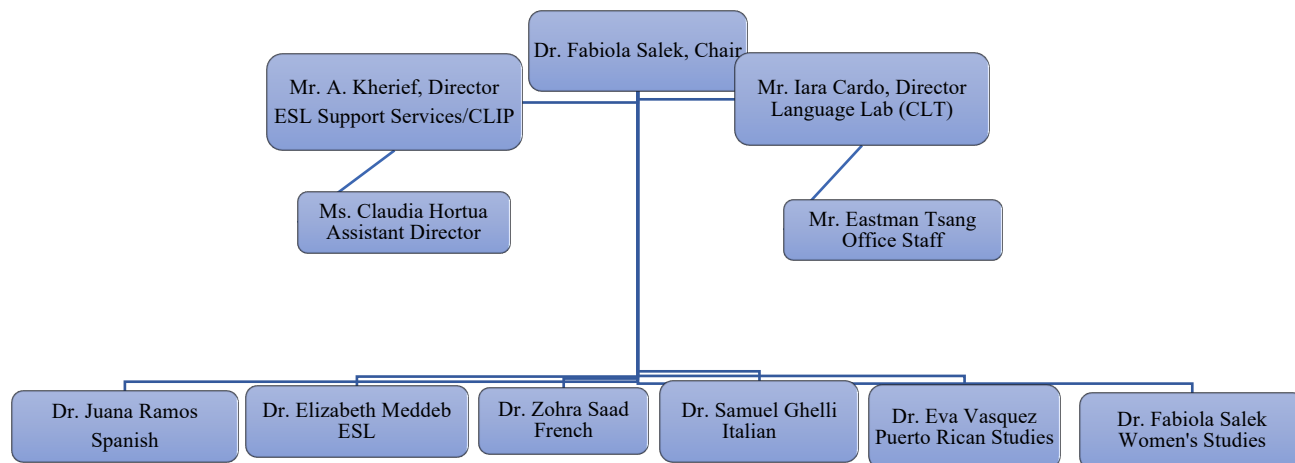 Dr. Fabiola Salek, Chair
Mr. A. Kherief, Director
ESL Support Services/CLIP
Mr. Iara Cardo, Director
Language Lab (CLT)
Ms. Claudia Hortua
Assistant Director
Mr. Eastman Tsang
Office Staff
Dr. Juana Ramos
Spanish
Dr. Elizabeth Meddeb
ESL
Dr. Zohra Saad
French
Dr. Samuel Ghelli
Italian
Dr. Eva Vasquez
Puerto Rican Studies
Dr. Fabiola Salek
Women's Studies